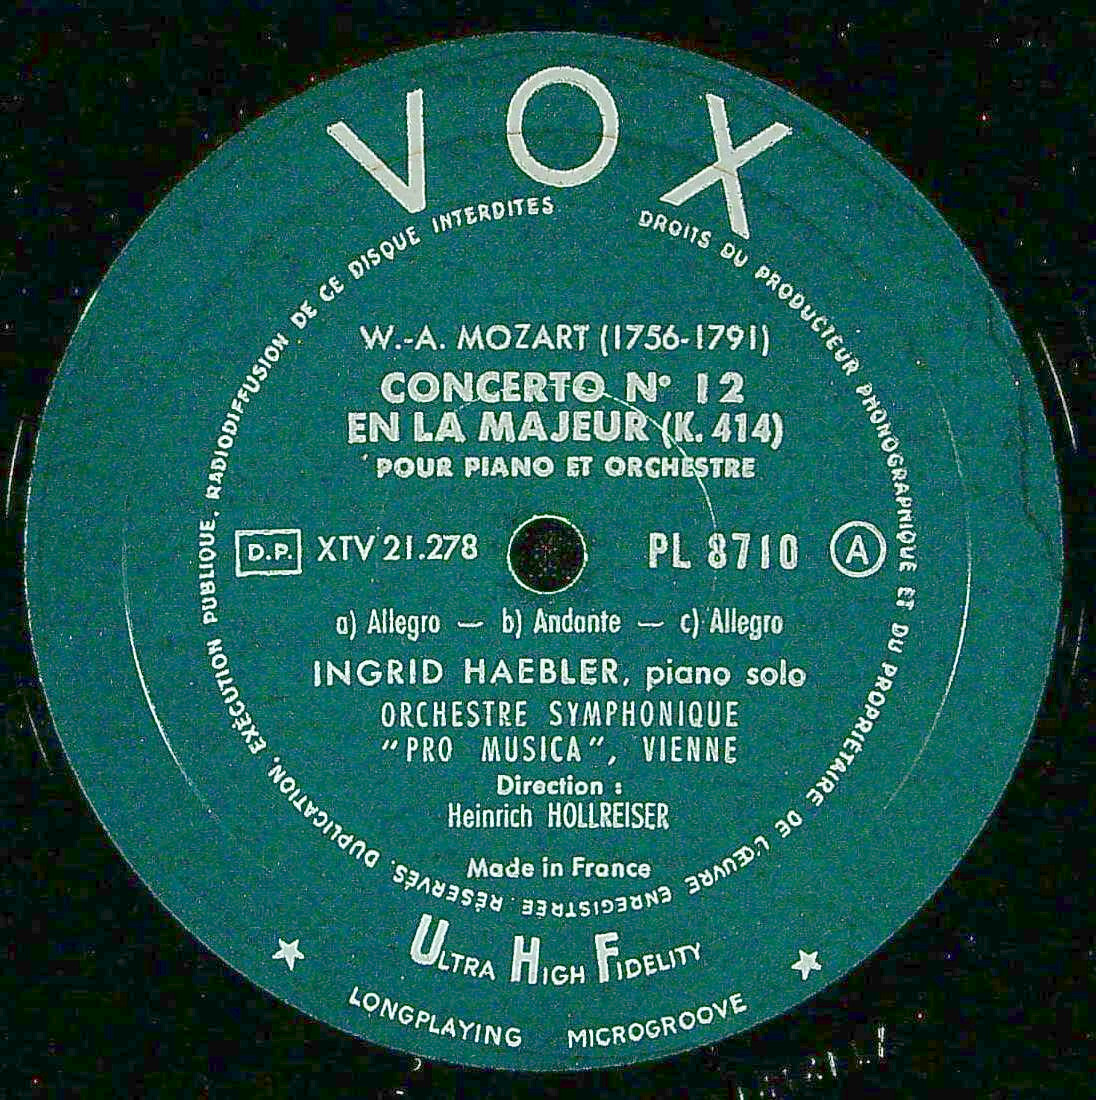 VOX
DROITS DU PRODUCTEUR PHONOGRAPHIQUE ET DU PROPRIÉTAIRE DE L'ŒUVRE ENREGISTRÉE . RÉSERVÉS. DUPLICATION, EXÉCUTION PUBLIQUE, RADIODIFFUSION DE CE DISQUE INTERDITES
W.-A. MOZART (1756-1791)
CONCERTO N° 12
EN LA MAJEUR (K. 414)
POUR PIANO ET ORCHESTRE
D.P. XTV 21.278 PL 8710 A
a) Allegro — b) Andante — c) Allegro
INGRID HAEBLER, piano solo
ORCHESTRE SYMPHONIQUE
“PRO MUSICA”, VIENNE
Direction :
Heinrich HOLLREISER
Made in France
ULTRA HIGH FIDELITY
LONGPLAYING MICROGROOVE